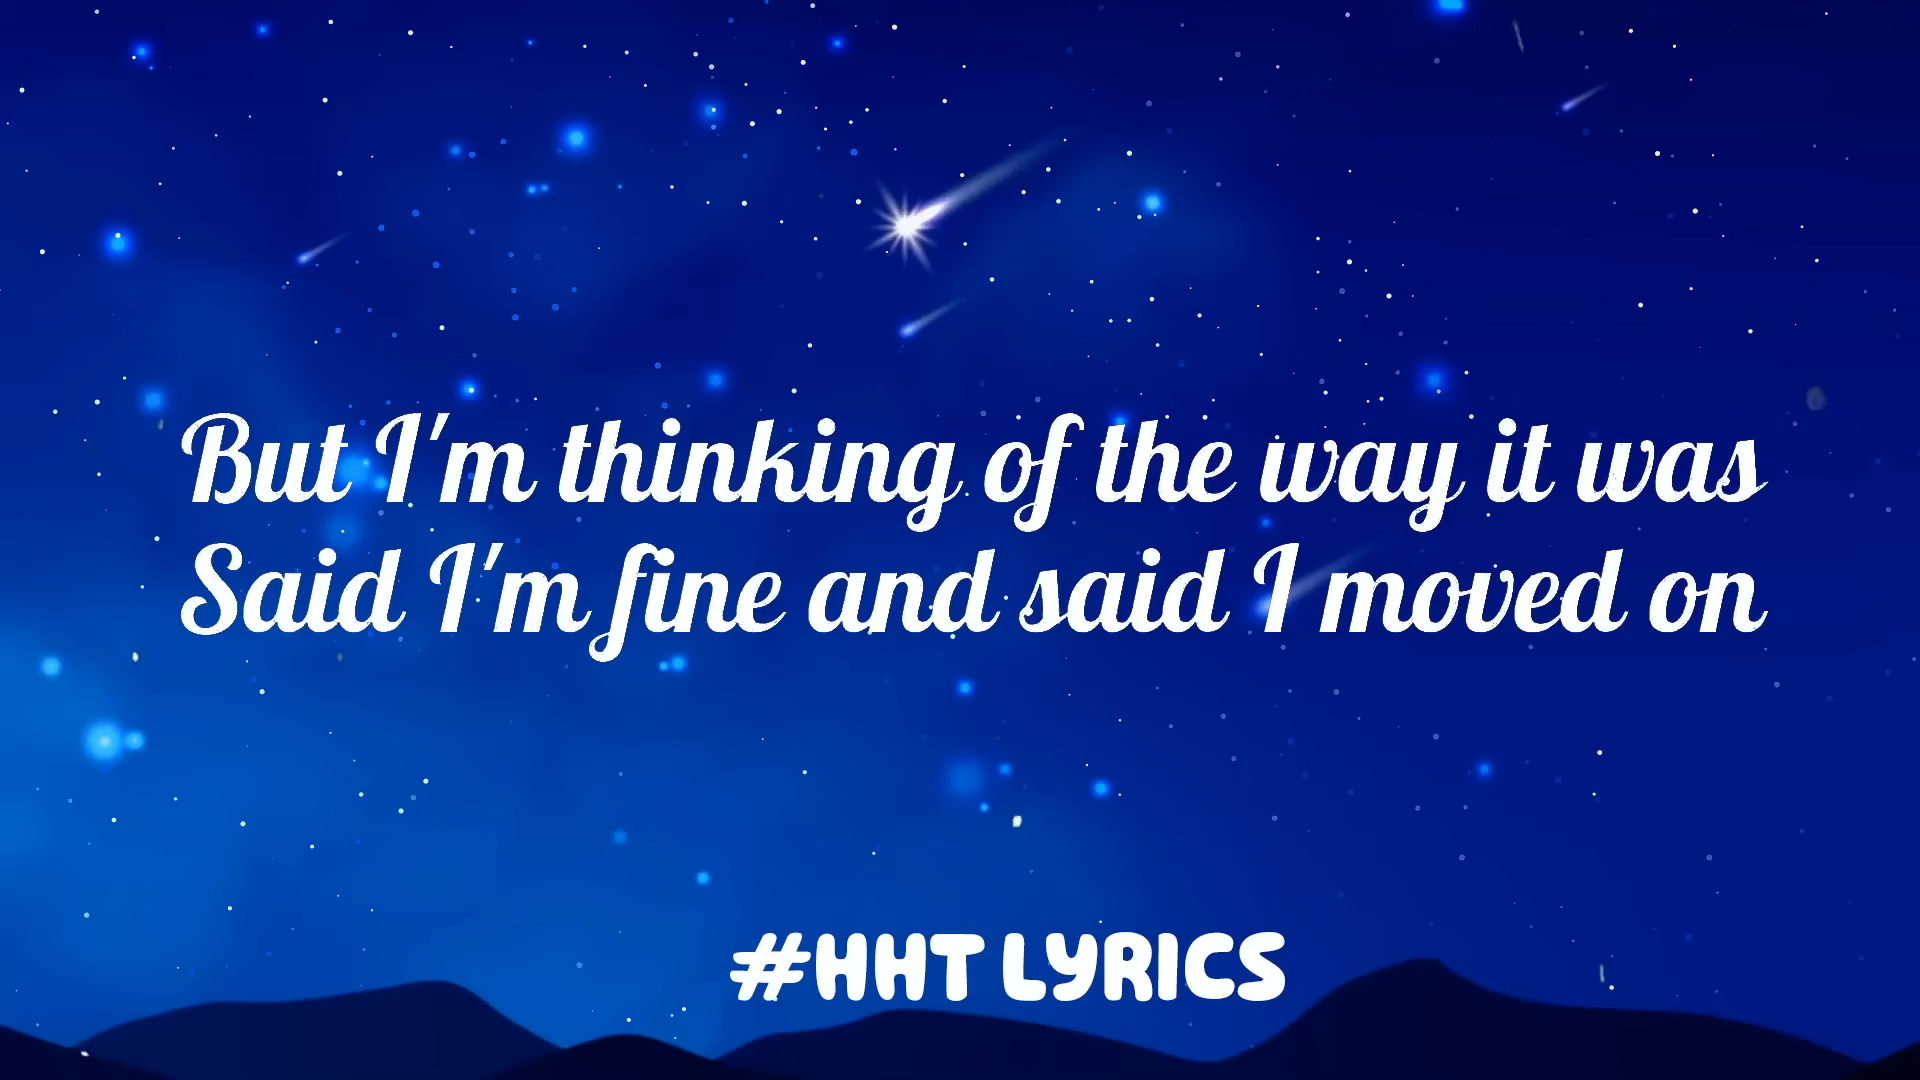 But I'm thinking of the way it was
Said I'm fine and said I moved on
#HHT LYRICS